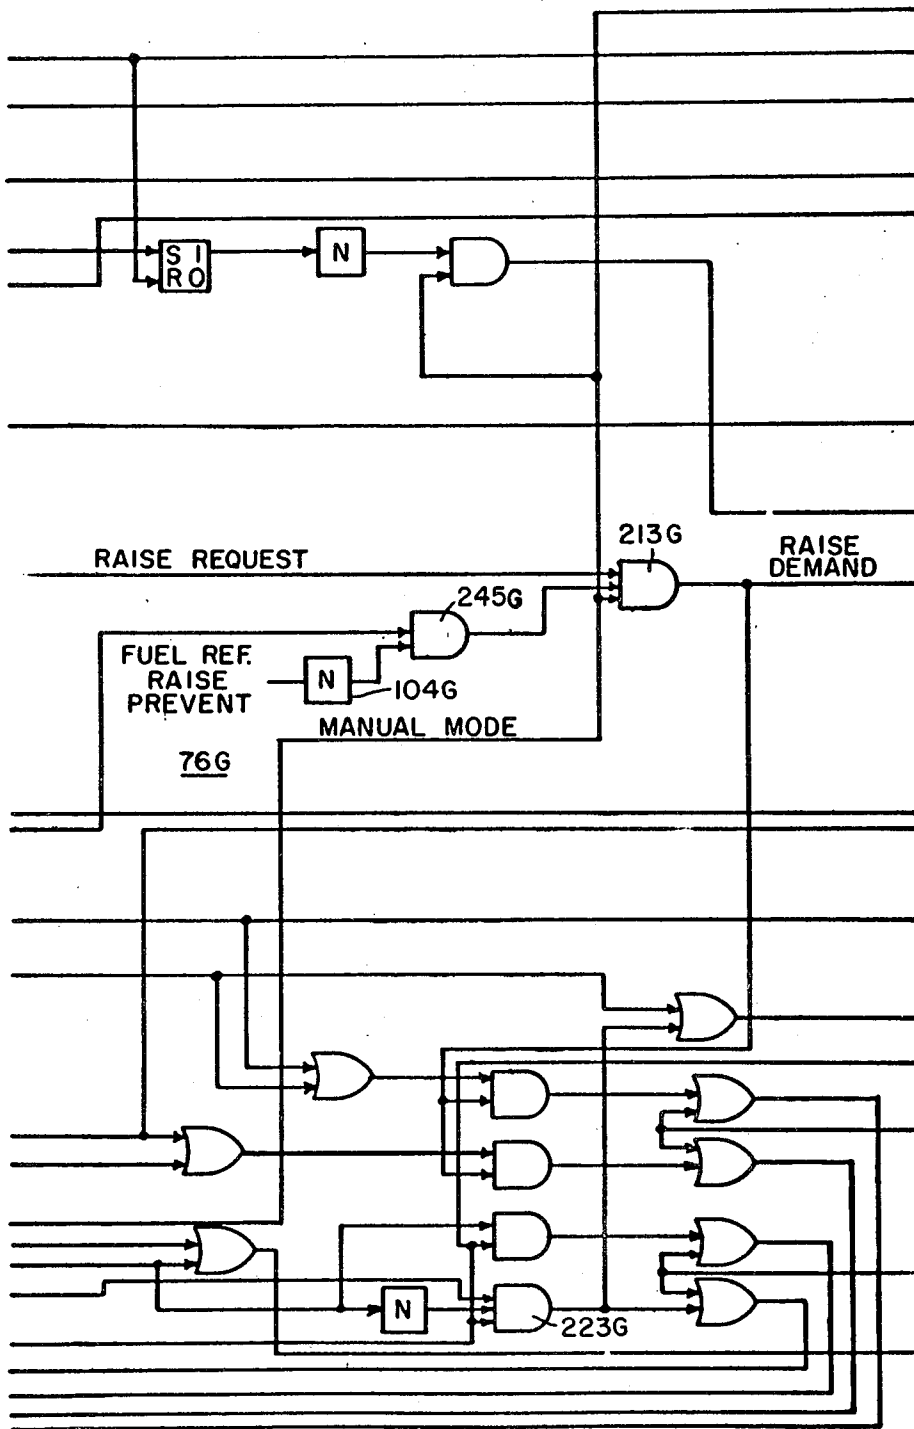 S I
R O
N
213G
RAISE REQUEST
RAISE
DEMAND
245G
FUEL REF.
RAISE
PREVENT
N
104G
MANUAL MODE
76G
N
223G